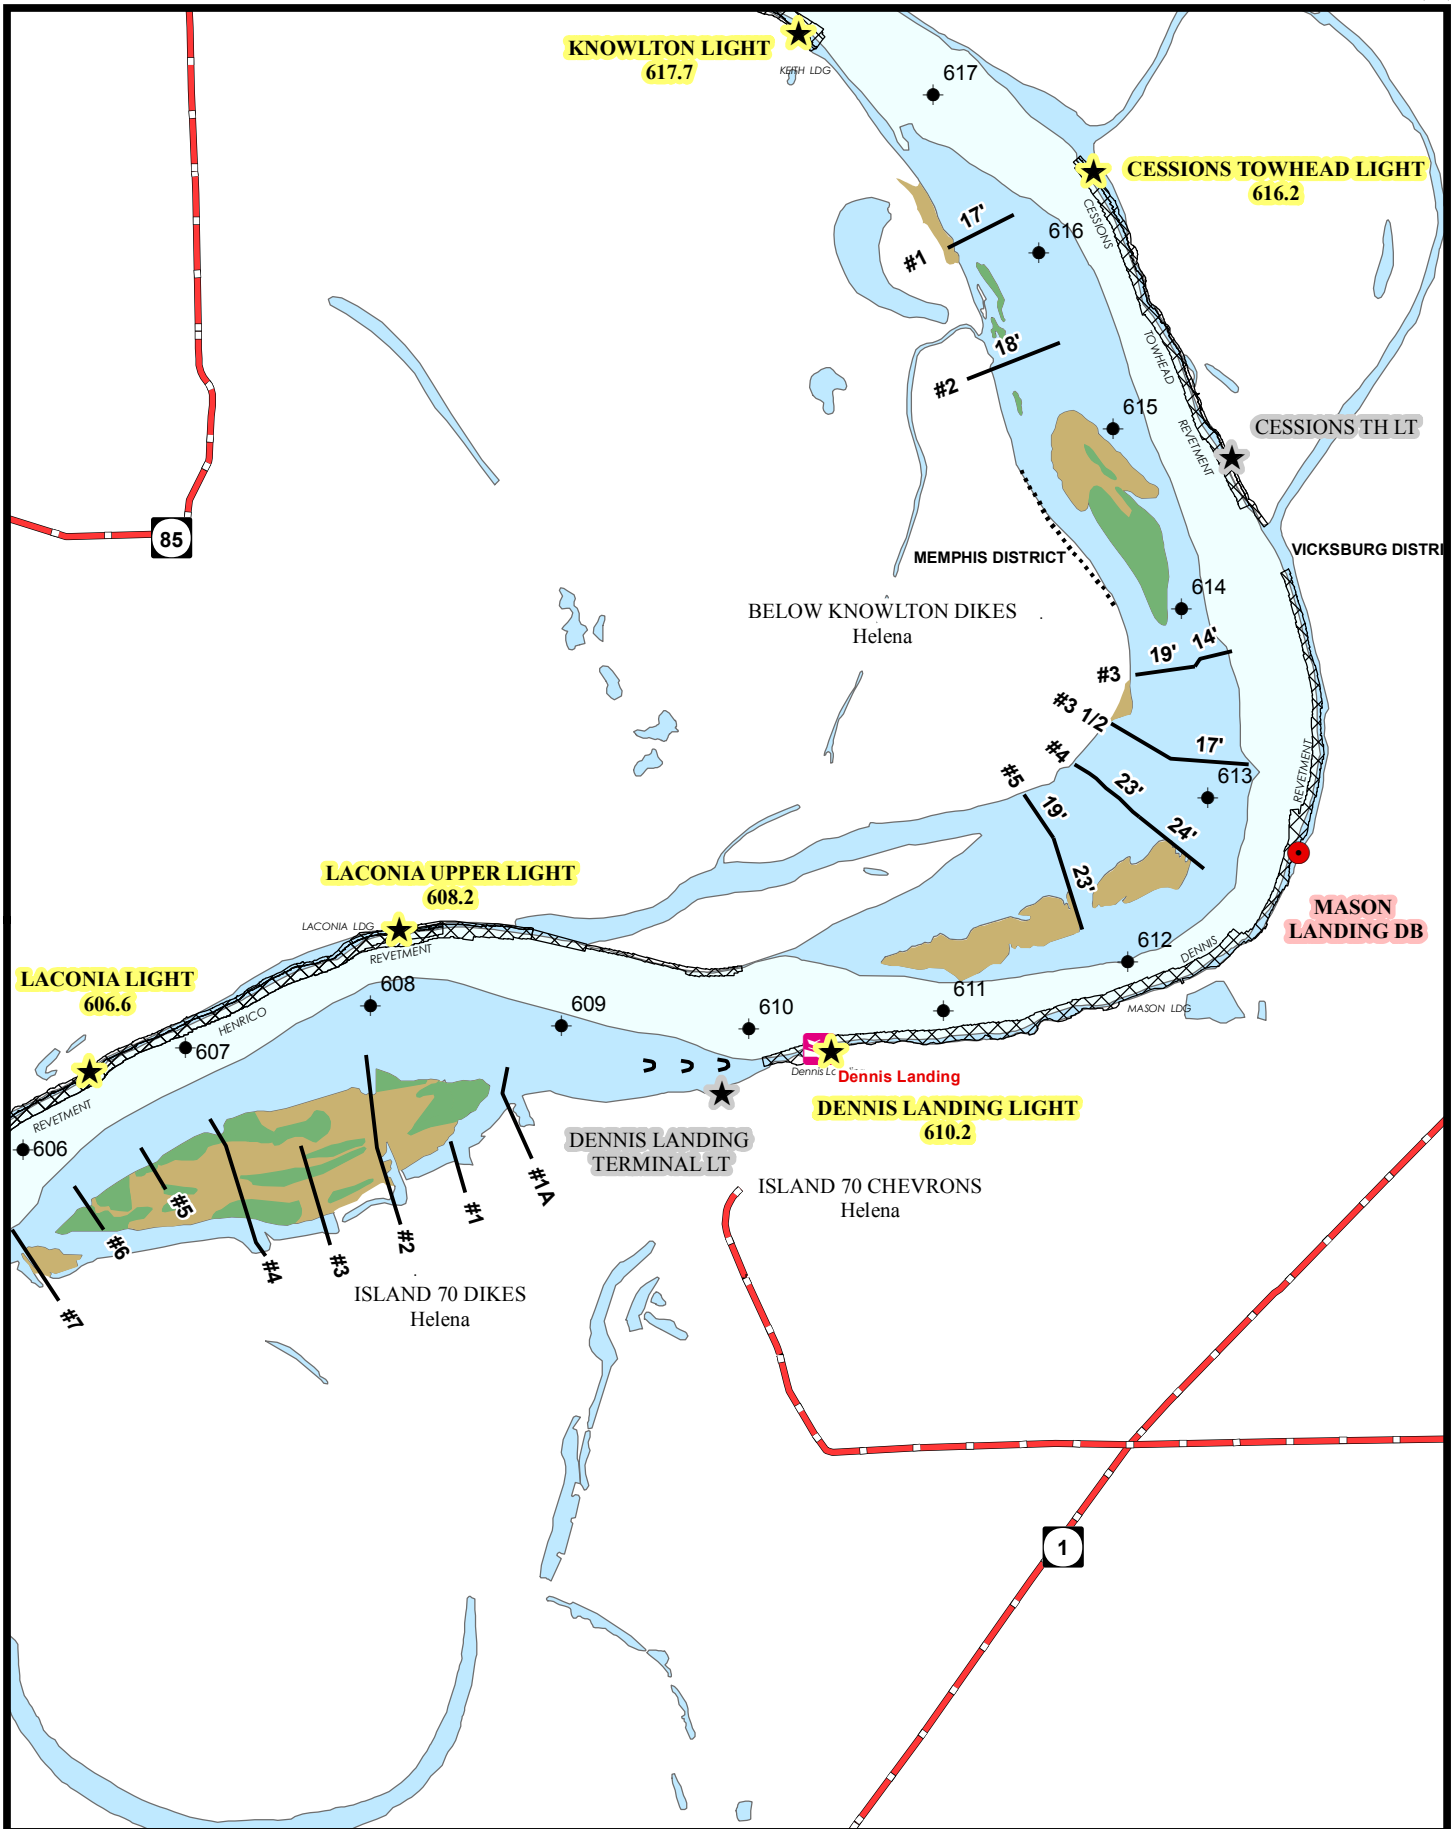 KNOWLTON LIGHT
617.7
KEITH LDG
617
CESSIONS TOWHEAD LIGHT
616.2
CESSIONS
17'
616
#1
18'
TOWHEAD
#2
615
REVETMENT
CESSIONS TH LT
85
MEMPHIS DISTRICT
VICKSBURG DISTRI
BELOW KNOWLTON DIKES
Helena
614
19'
14'
#3
#3 1/2
17'
#4
#5
23'
613
REVETMENT
19'
24'
23'
LACONIA UPPER LIGHT
608.2
LACONIA LDG
REVETMENT
MASON
LANDING DB
612
DENNIS
LACONIA LIGHT
606.6
608
609
610
611
MASON LDG
HENRICO
607
Dennis Landing
DENNIS LANDING LIGHT
610.2
REVETMENT
606
DENNIS LANDING
TERMINAL LT
#1A
#1
#5
#2
#6
#4
#3
#7
ISLAND 70 CHEVRONS
Helena
ISLAND 70 DIKES
Helena
1